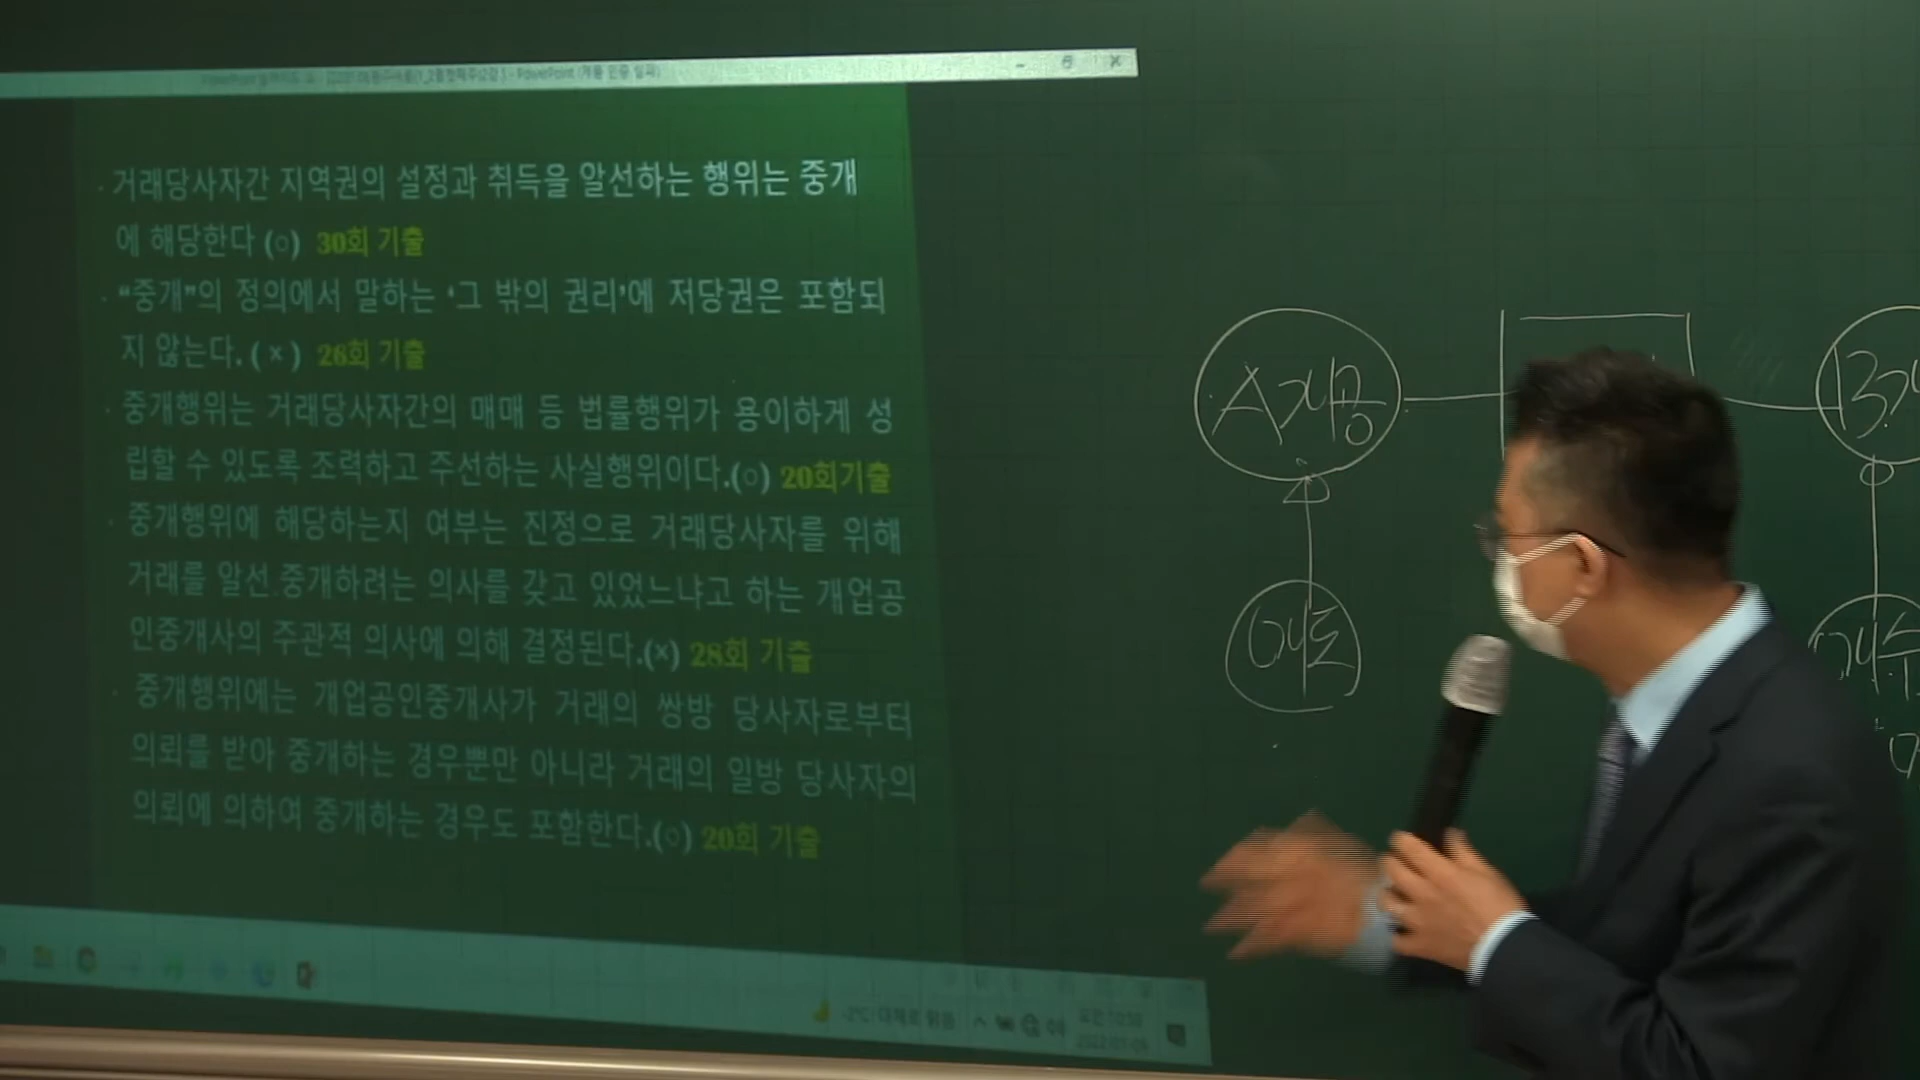 · 거래당사자간 지역권의 설정과 취득을 알선하는 행위는 중개
에 해당한다 (○) 30회 기출
· “중개”의 정의에서 말하는 ‘그 밖의 권리’에 저당권은 포함되
지 않는다. ( × ) 26회 기출
· 중개행위는 거래당사자간의 매매 등 법률행위가 용이하게 성
립할 수 있도록 조력하고 주선하는 사실행위이다.(○) 20회기출
· 중개행위에 해당하는지 여부는 진정으로 거래당사자를 위해
거래를 알선.중개하려는 의사를 갖고 있었느냐고 하는 개업공
인중개사의 주관적 의사에 의해 결정된다.(×) 28회 기출
· 중개행위에는 개업공인중개사가 거래의 쌍방 당사자로부터
의뢰를 받아 중개하는 경우뿐만 아니라 거래의 일방 당사자의
의뢰에 의하여 중개하는 경우도 포함한다.(○) 20회 기출
매도
매수